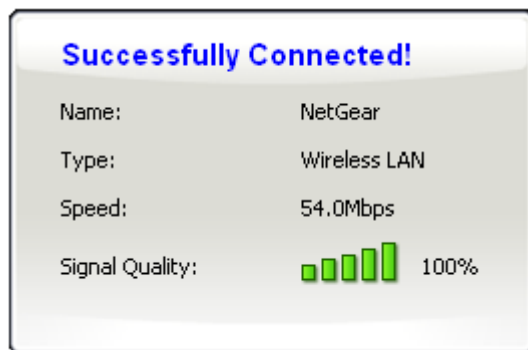 Successfully Connected!
Name: NetGear
Type: Wireless LAN
Speed: 54.0Mbps
Signal Quality: 100%